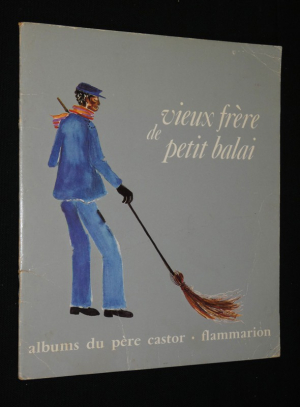 vieux frère
de
petit balai
albums du père castor • flammarion